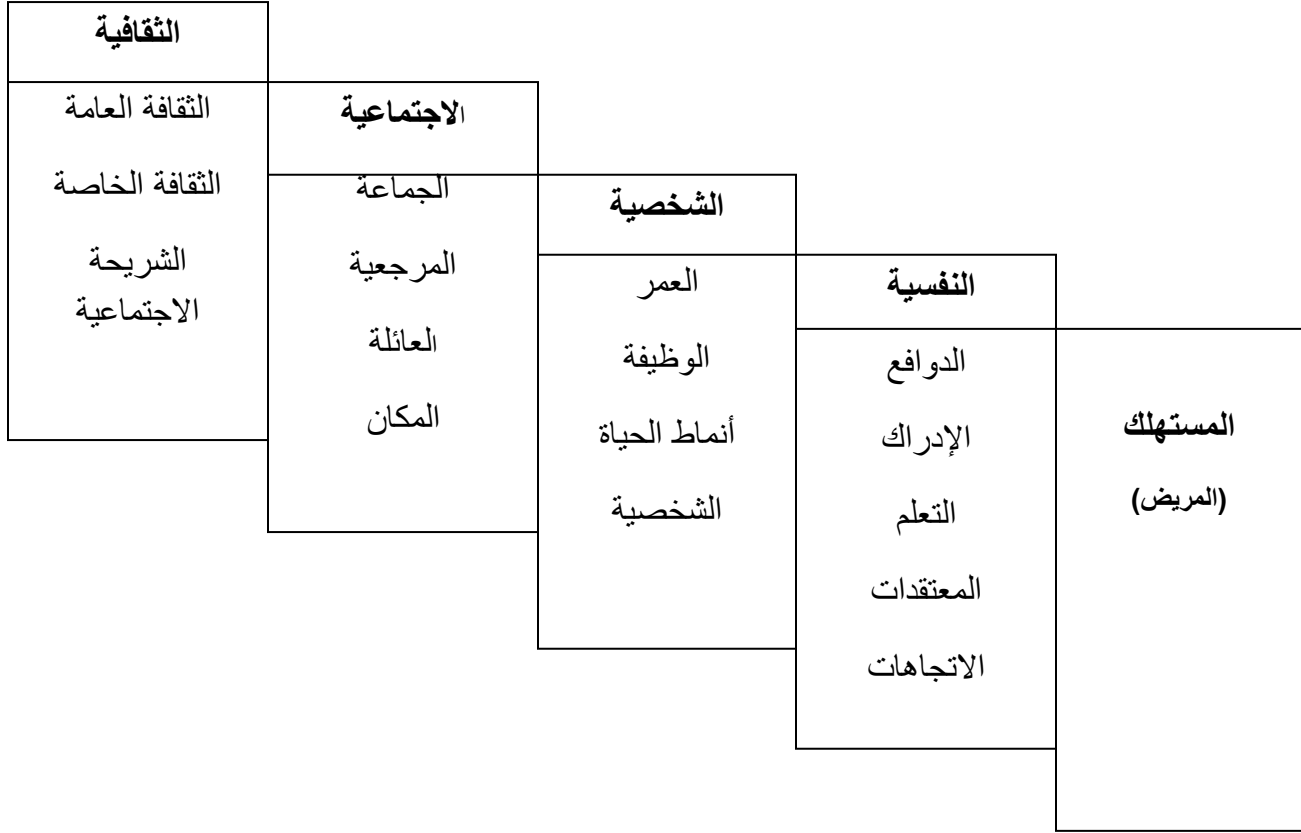 الثقافية
الثقافة العامة
الثقافة الخاصة
الشريحة
الاجتماعية
الاجتماعية
الجماعة
المرجعية
العائلة
المكان
الشخصية
العمر
الوظيفة
أنماط الحياة
الشخصية
النفسية
الدوافع
الإدراك
التعلم
المعتقدات
الاتجاهات
المستهلك
(المريض)